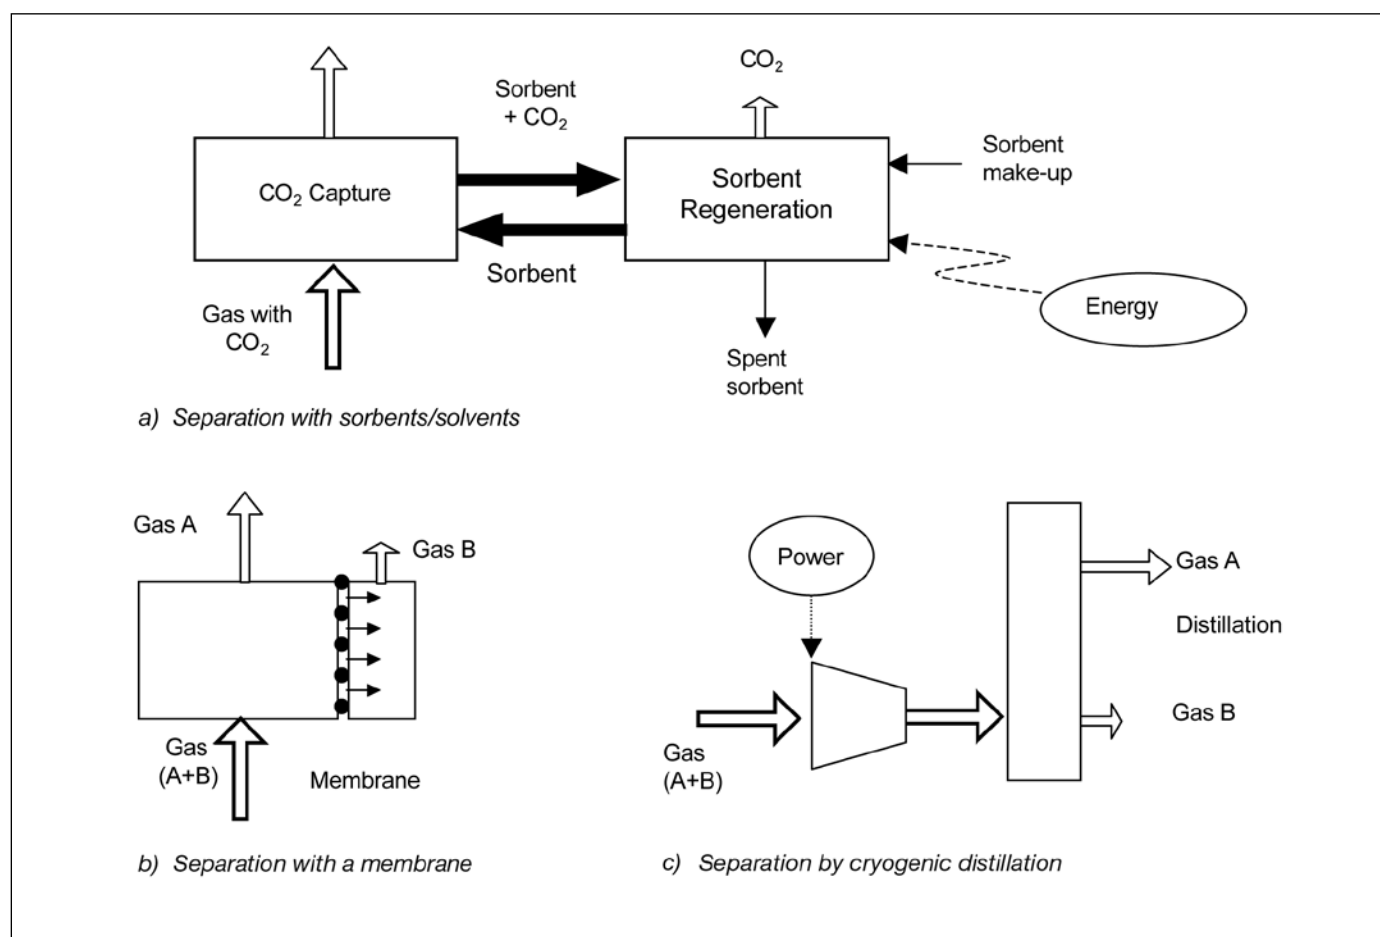 CO₂
Sorbent
+ CO₂
Sorbent
make-up
CO₂ Capture
Sorbent
Regeneration
Sorbent
Gas with
CO₂
Energy
Spent
sorbent
a) Separation with sorbents/solvents
Gas A
Gas B
Gas
(A+B)
Membrane
b) Separation with a membrane
Power
Gas A
Distillation
Gas B
Gas
(A+B)
c) Separation by cryogenic distillation